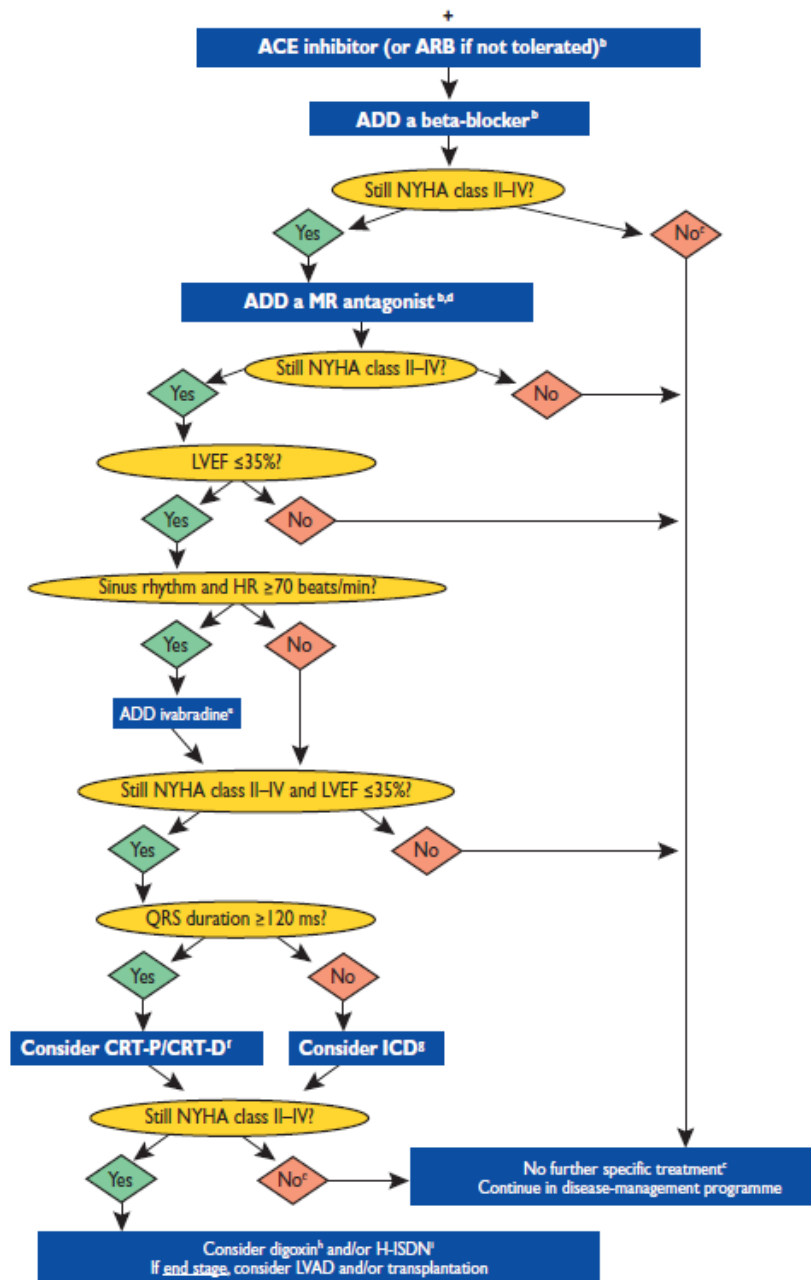 +
ACE inhibitor (or ARB if not tolerated)ᵇ
ADD a beta-blockerᵇ
Still NYHA class II–IV?
Yes
Noᶜ
ADD a MR antagonistᵇ,ᵈ
Still NYHA class II–IV?
Yes
No
LVEF ≤35%?
Yes
No
Sinus rhythm and HR ≥70 beats/min?
Yes
No
ADD ivabradineᵉ
Still NYHA class II–IV and LVEF ≤35%?
Yes
No
QRS duration ≥120 ms?
Yes
No
Consider CRT-P/CRT-Dᶠ
Consider ICDᵍ
Still NYHA class II–IV?
Yes
Noᶜ
No further specific treatmentᶜ
Continue in disease-management programme
Consider digoxinʰ and/or H-ISDNⁱ
If end stage, consider LVAD and/or transplantation